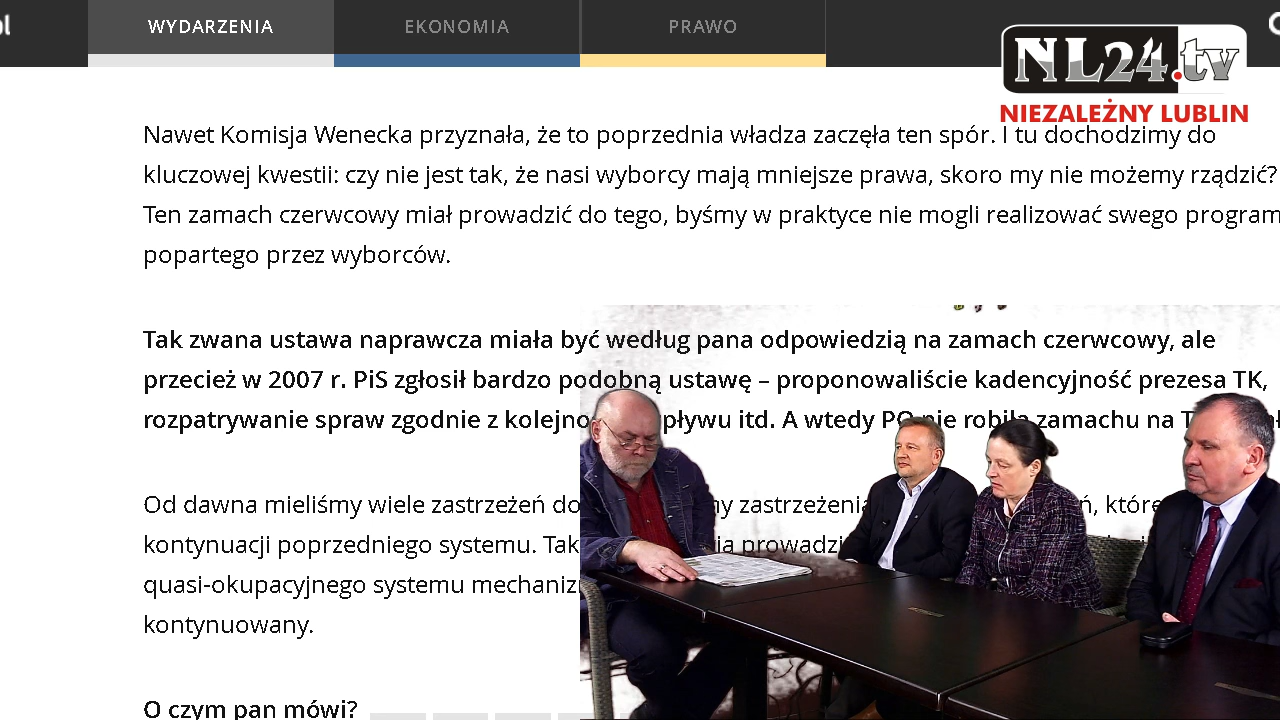 WYDARZENIA
EKONOMIA
PRAWO
NL24.tv
NIEZALEŻNY LUBLIN
Nawet Komisja Wenecka przyznała, że to poprzednia władza zaczęła ten spór. I tu dochodzimy do
kluczowej kwestii: czy nie jest tak, że nasi wyborcy mają mniejsze prawa, skoro my nie możemy rządzić?
Ten zamach czerwcowy miał prowadzić do tego, byśmy w praktyce nie mogli realizować swego program
popartego przez wyborców.
Tak zwana ustawa naprawcza miała być według pana odpowiedzią na zamach czerwcowy, ale
przecież w 2007 r. PiS zgłosił bardzo podobną ustawę – proponowaliście kadencyjność prezesa TK,
rozpatrywanie spraw zgodnie z kolejno pływu itd. A wtedy PO nie robiła zamachu na
Od dawna mieliśmy wiele zastrzeżeń do my zastrzeżenia które
kontynuacji poprzedniego systemu. Tak prowadzi
quasi-okupacyjnego systemu mechaniz
kontynuowany.
O czym pan mówi?